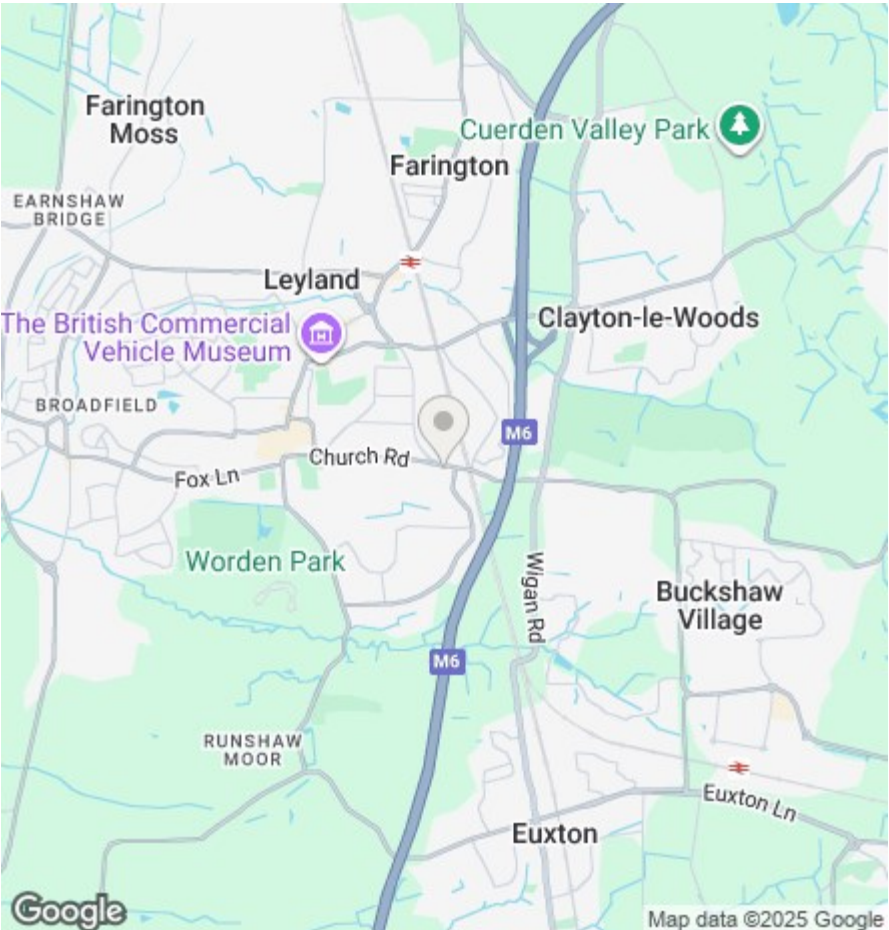 Farington
Moss
Cuerden Valley Park
Farington
EARNSHAW
BRIDGE
Leyland
The British Commercial
Vehicle Museum
Clayton-le-Woods
BROADFIELD
M6
Church Rd
Fox Ln
Worden Park
Wigan Rd
Buckshaw
Village
M6
RUNSHAW
MOOR
Euxton Ln
Euxton
Google
Map data ©2025 Google